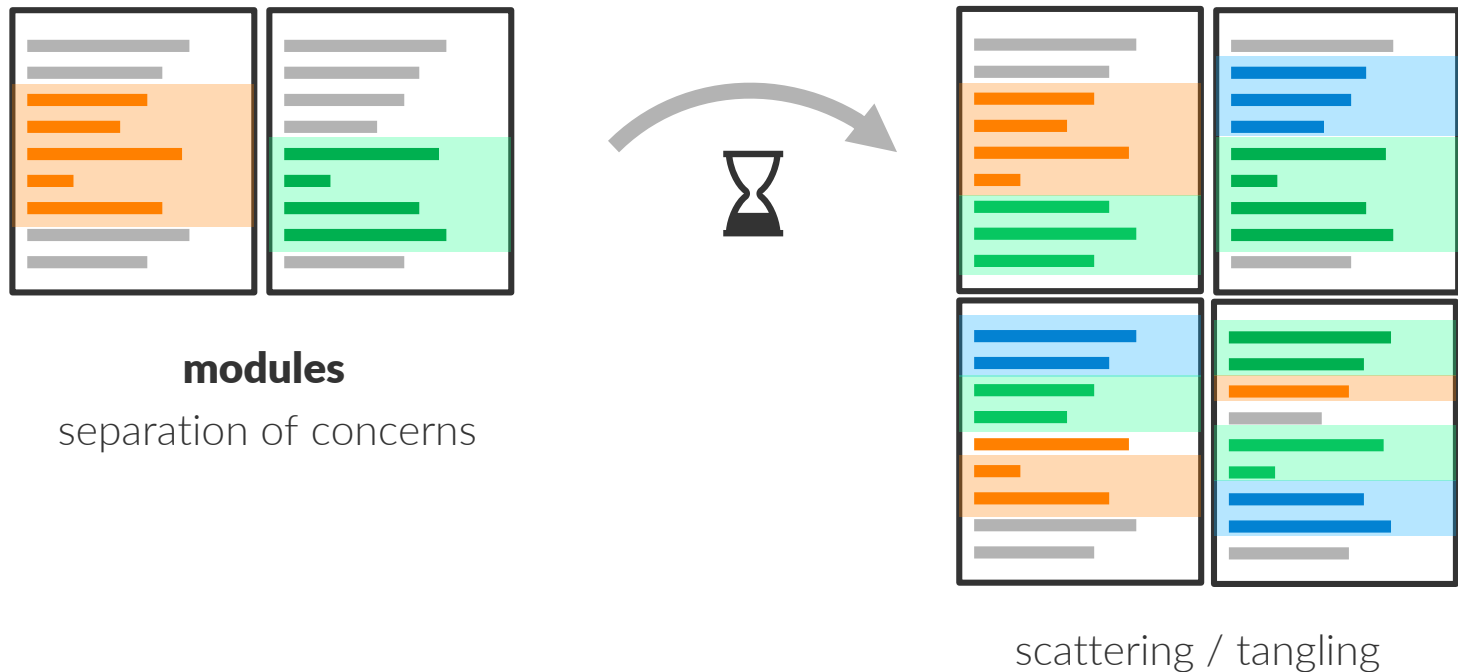 modules
separation of concerns
scattering / tangling